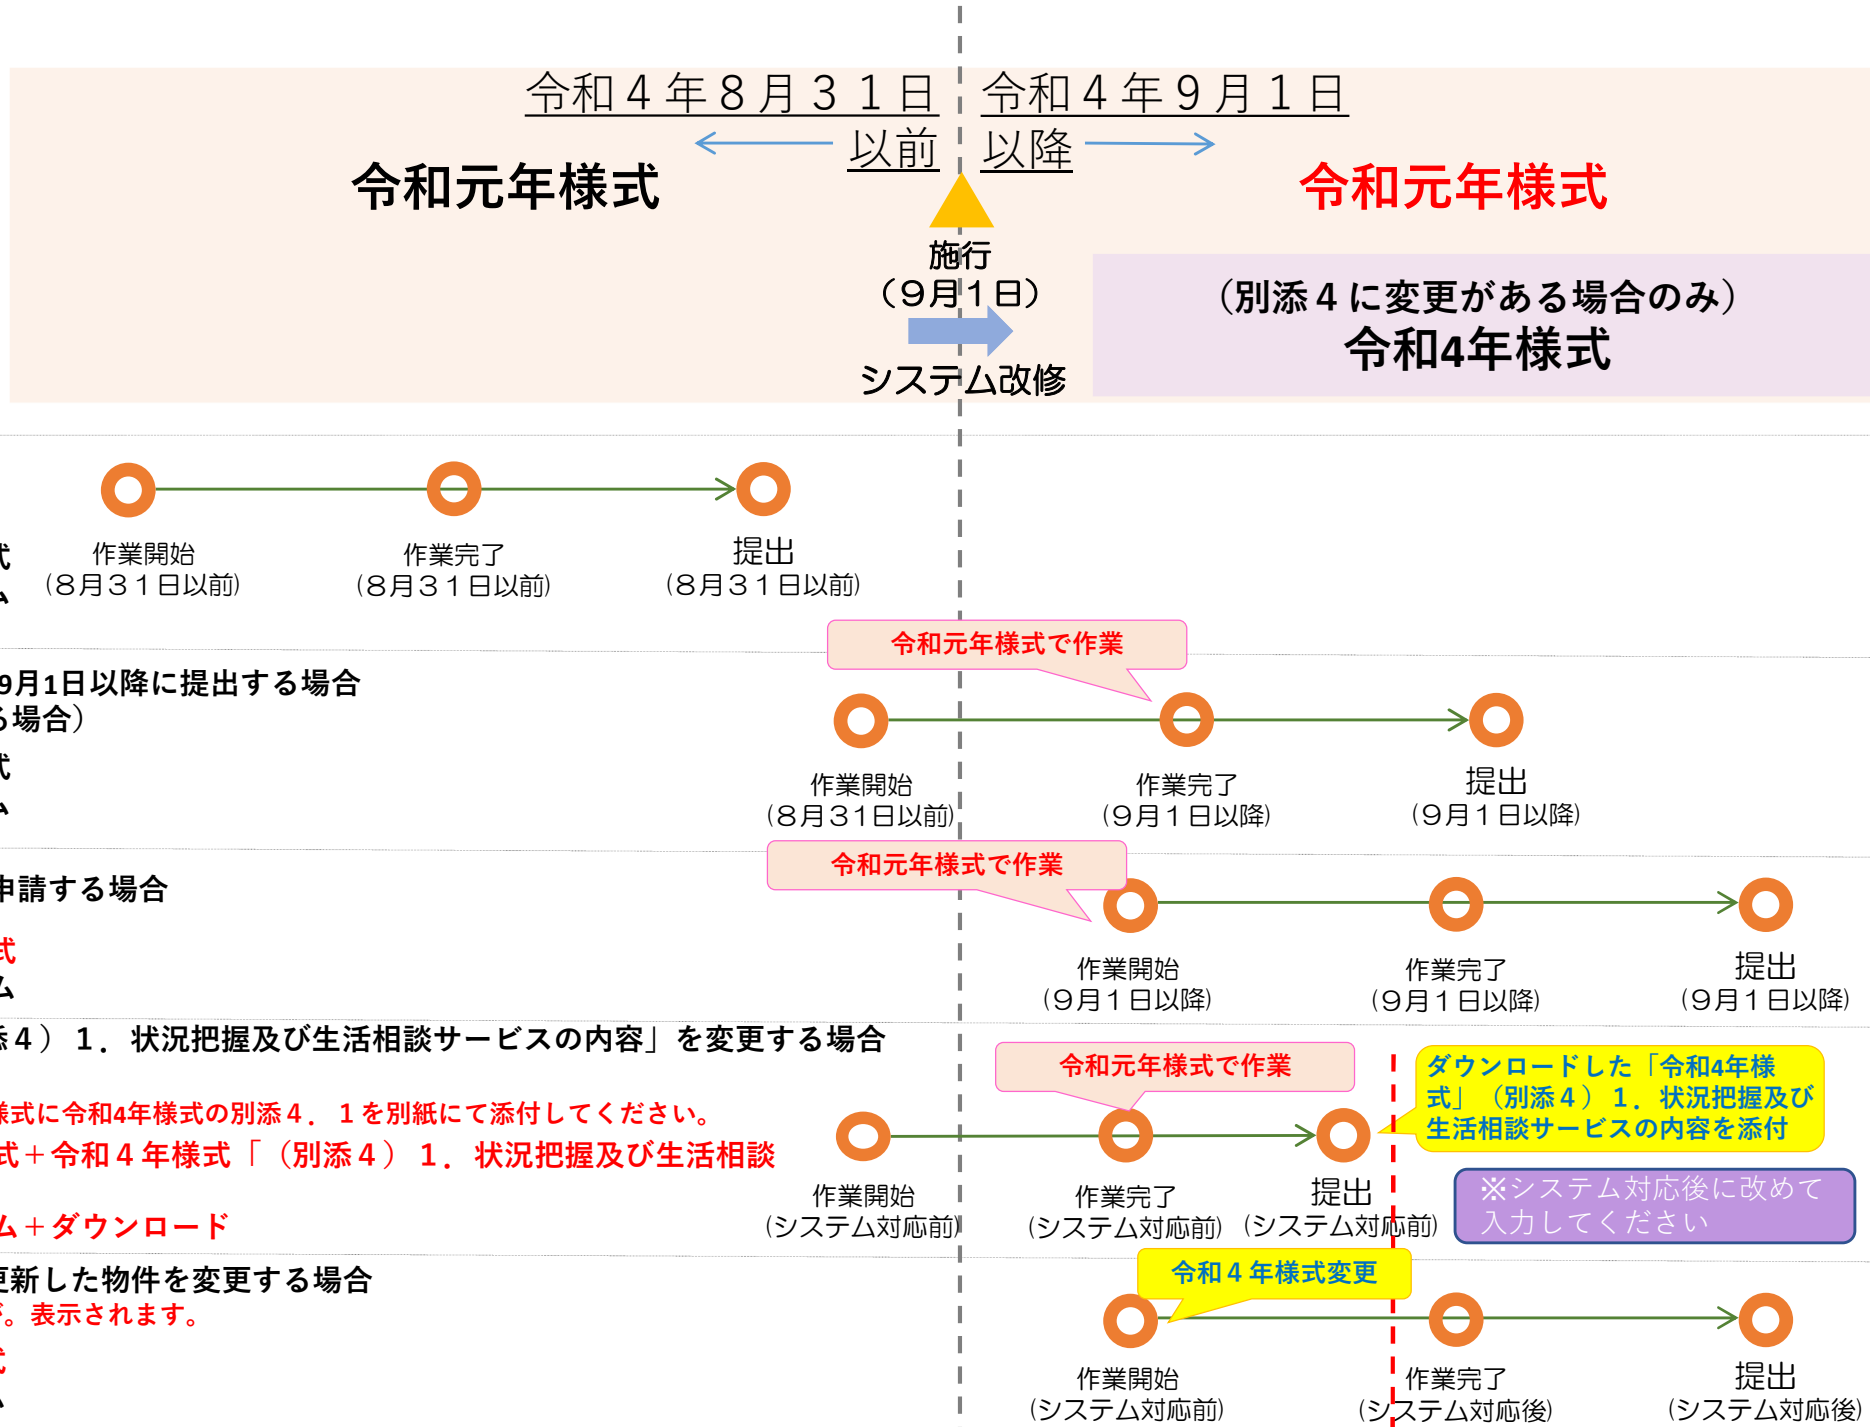 令和４年８月３１日
以前
令和４年９月１日
以降
令和元年様式
令和元年様式
施行
（９月１日）
システム改修
（別添４に変更がある場合のみ）
令和4年様式
式
ム
作業開始
(８月３１日以前)
作業完了
(８月３１日以前)
提出
(８月３１日以前)
9月1日以降に提出する場合
る場合）
式
ム
令和元年様式で作業
作業開始
(８月31日以前)
作業完了
(９月１日以降)
提出
(９月１日以降)
申請する場合
式
ム
令和元年様式で作業
作業開始
(９月１日以降)
作業完了
(９月１日以降)
提出
(９月１日以降)
添４）１．状況把握及び生活相談サービスの内容」を変更する場合
様式に令和4年様式の別添４．１を別紙にて添付してください。
式＋令和４年様式「（別添４）１．状況把握及び生活相談
ム＋ダウンロード
令和元年様式で作業
作業開始
(システム対応前)
作業完了
(システム対応前)
提出
(システム対応前)
ダウンロードした「令和4年様
式」（別添４）１．状況把握及び
生活相談サービスの内容を添付
※システム対応後に改めて
入力してください
更新した物件を変更する場合
が。表示されます。
式
ム
令和４年様式変更
作業開始
(システム対応前)
作業完了
(システム対応後)
提出
(システム対応後)